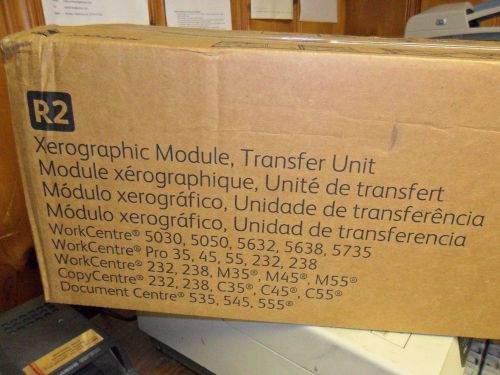 R2
Xerographic Module, Transfer Unit
Module xérographique, Unité de transfert
Módulo xerográfico, Unidade de transferência
Módulo xerográfico, Unidad de transferencia
WorkCentre® 5030, 5050, 5632, 5638, 5735
WorkCentre® Pro 35, 45, 55, 232, 238
WorkCentre® 232, 238, M35®, M45®, M55®
CopyCentre® 232, 238, C35®, C45®, C55®
Document Centre® 535, 545, 555®